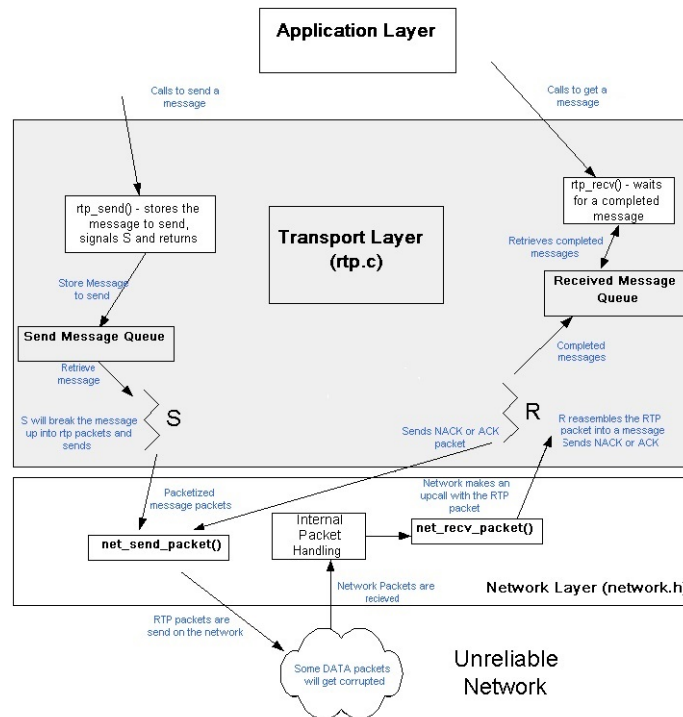 Application Layer
Calls to send a
message
Calls to get a
message
rtp_send() - stores the
message to send,
signals S and returns
Transport Layer
(rtp.c)
rtp_recv() - waits
for a completed
message
Retrieves completed
messages
Store Message
to send
Received Message
Queue
Send Message Queue
Retrieve
message
Completed
messages
S
R
S will break the message
up into rtp packets and
sends
Sends NACK or ACK
packet
R reassembles the RTP
packet into a message
Sends NACK or ACK
Packetized
message packets
Network makes an
upcall with the RTP
packet
net_send_packet()
Internal
Packet
Handling
net_recv_packet()
Network Packets are
recieved
Network Layer (network.h)
RTP packets are
send on the network
Some DATA packets
will get corrupted
Unreliable
Network